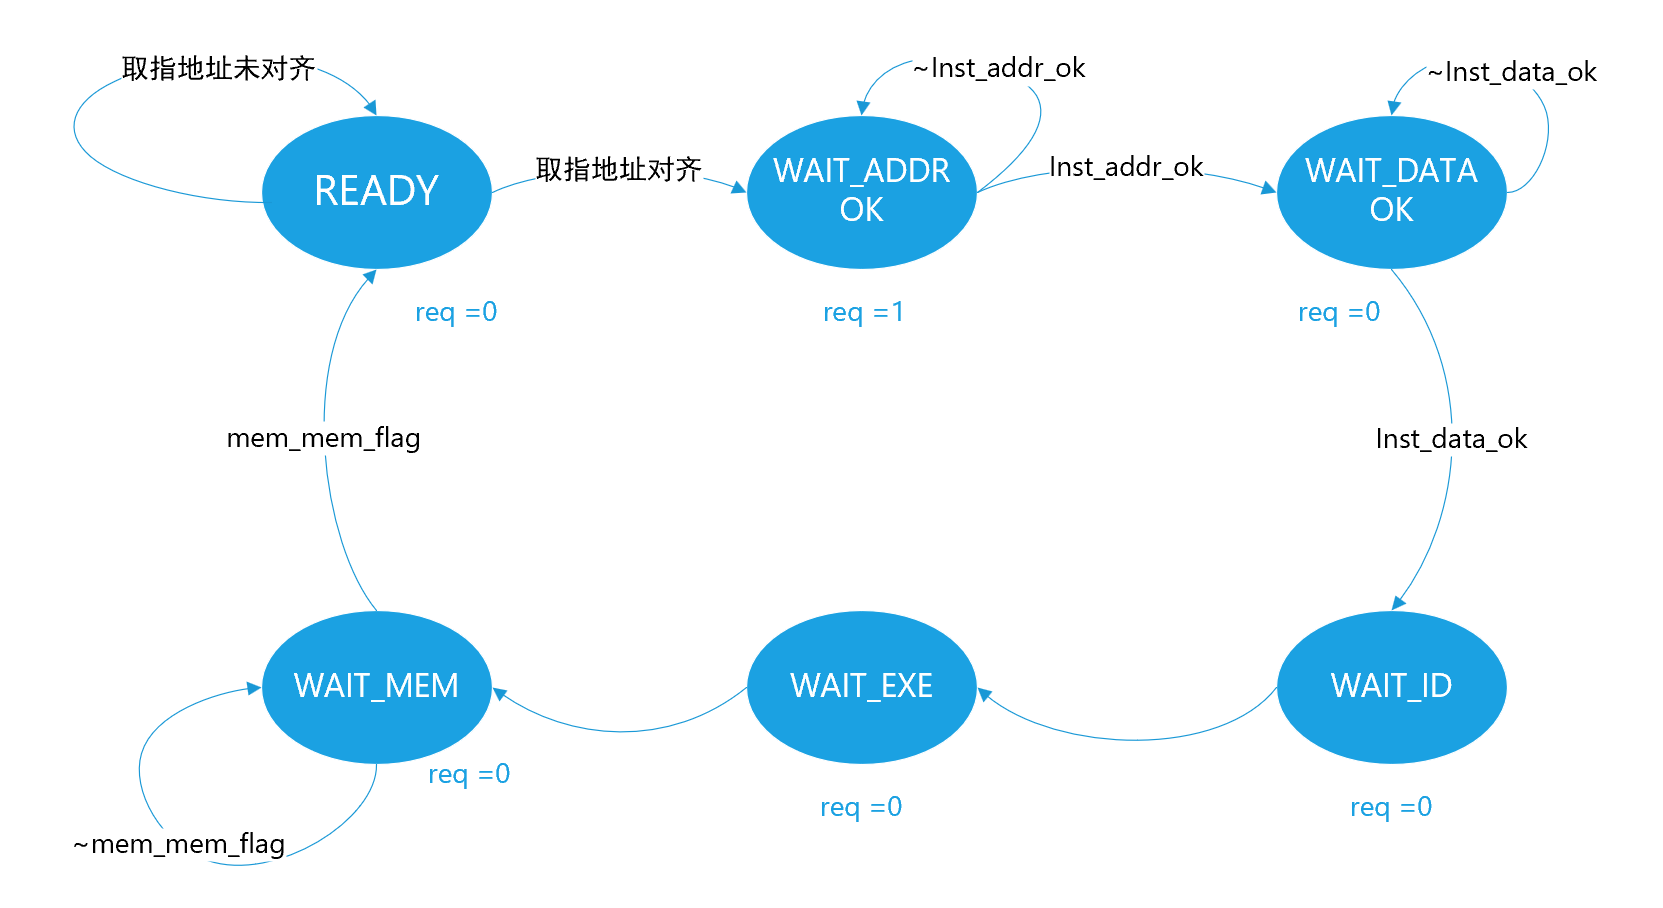 取指地址未对齐
~Inst_addr_ok
~Inst_data_ok
READY
取指地址对齐
WAIT_ADDR
OK
Inst_addr_ok
WAIT_DATA
OK
req =0
req =1
req =0
mem_mem_flag
Inst_data_ok
WAIT_MEM
WAIT_EXE
WAIT_ID
req =0
req =0
req =0
~mem_mem_flag